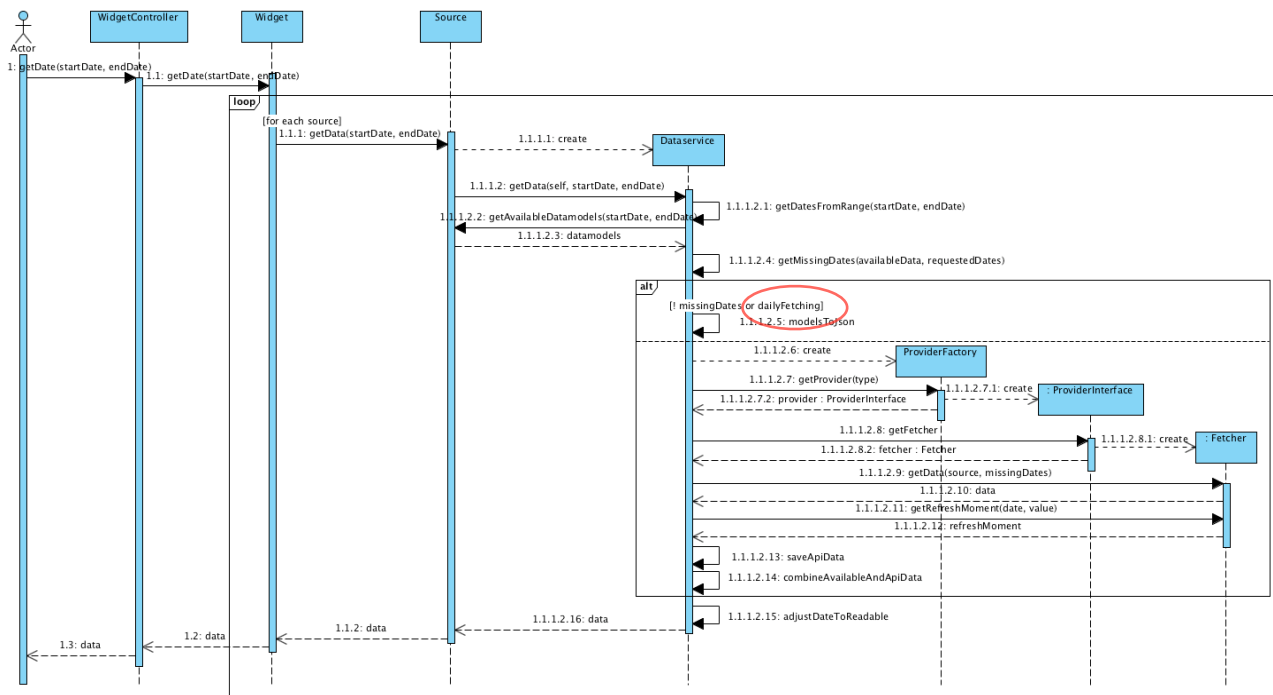 WidgetController
Widget
Source
Actor
1: getDate(startDate, endDate)
1.1: getDate(startDate, endDate)
loop
[for each source]
1.1.1: getData(startDate, endDate)
1.1.1.1: create
Dataservice
1.1.1.2: getData(self, startDate, endDate)
1.1.1.2.1: getDatesFromRange(startDate, endDate)
1.1.1.2.2: getAvailableDatamodels(startDate, endDate)
1.1.1.2.3: datamodels
1.1.1.2.4: getMissingDates(availableData, requestedDates)
alt
[! missingDates or dailyFetching]
1.1.1.2.5: modelsToJson
1.1.1.2.6: create
ProviderFactory
1.1.1.2.7: getProvider(type)
1.1.1.2.7.1: create
: ProviderInterface
1.1.1.2.7.2: provider : ProviderInterface
1.1.1.2.8: getFetcher
1.1.1.2.8.1: create
: Fetcher
1.1.1.2.8.2: fetcher : Fetcher
1.1.1.2.9: getData(source, missingDates)
1.1.1.2.10: data
1.1.1.2.11: getRefreshMoment(date, value)
1.1.1.2.12: refreshMoment
1.1.1.2.13: saveApiData
1.1.1.2.14: combineAvailableAndApiData
1.1.1.2.15: adjustDateToReadable
1.1.1.2.16: data
1.1.2: data
1.2: data
1.3: data